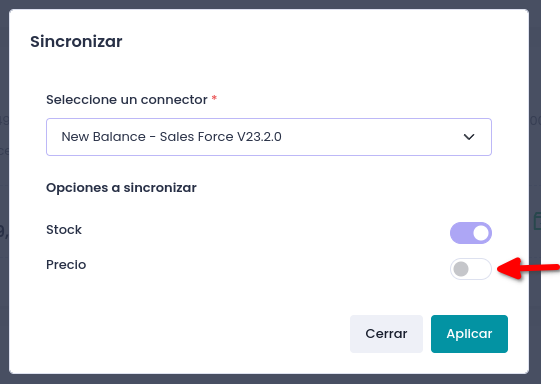 Sincronizar
Seleccione un connector *
New Balance - Sales Force V23.2.0
Opciones a sincronizar
Stock
Precio
Cerrar
Aplicar